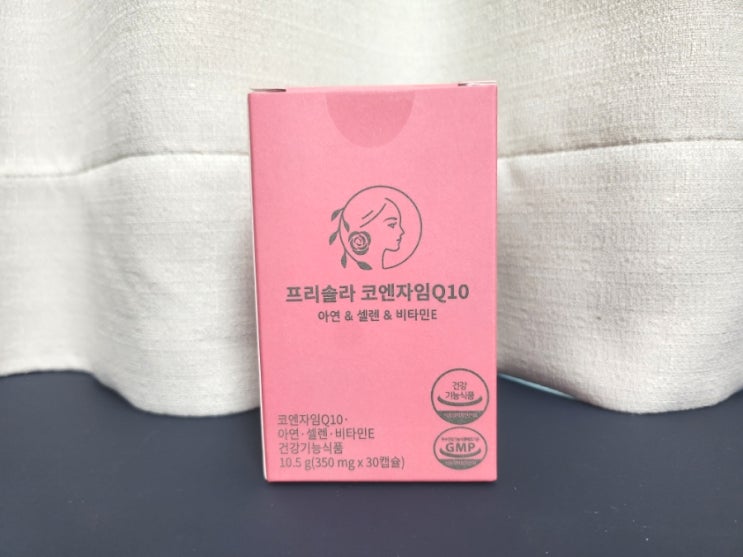 프리솔라 코엔자임Q10
아연 & 셀렌 & 비타민E
건강
기능식품
코엔자임Q10·
아연·셀렌·비타민E
건강기능식품
10.5 g(350 mg x 30캡슐)
GMP